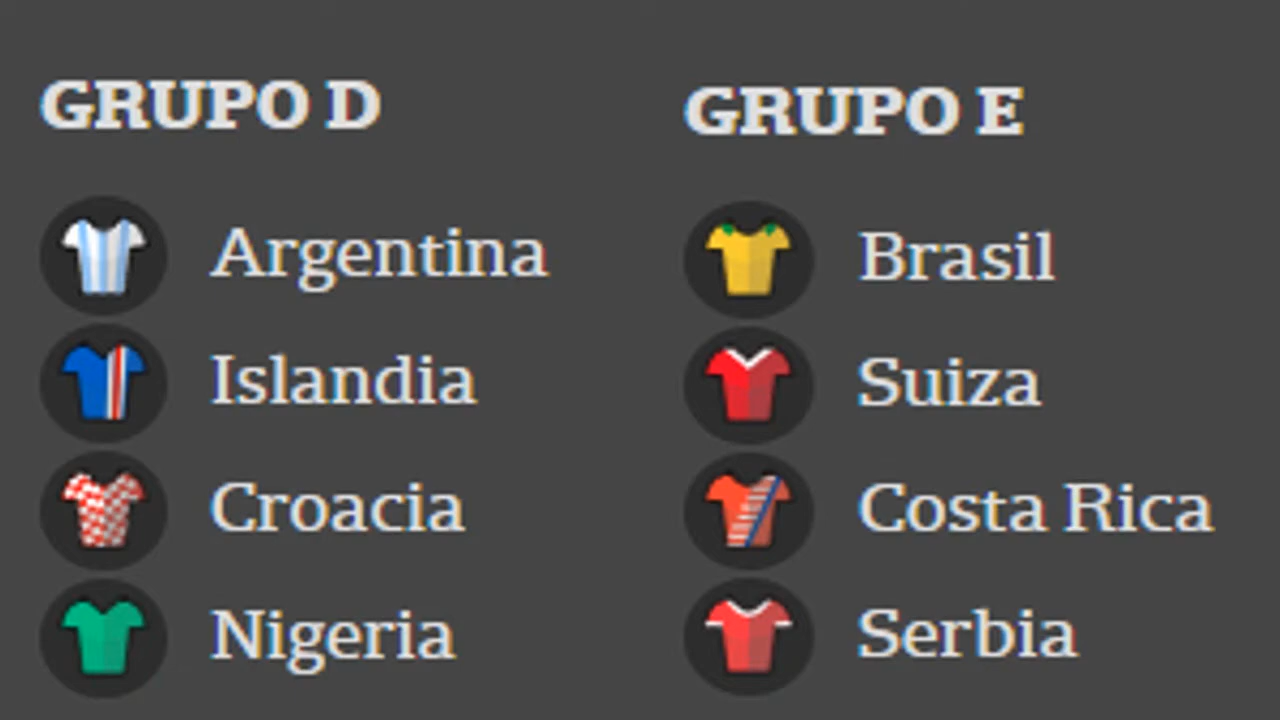 GRUPO D
Argentina
Islandia
Croacia
Nigeria
GRUPO E
Brasil
Suiza
Costa Rica
Serbia